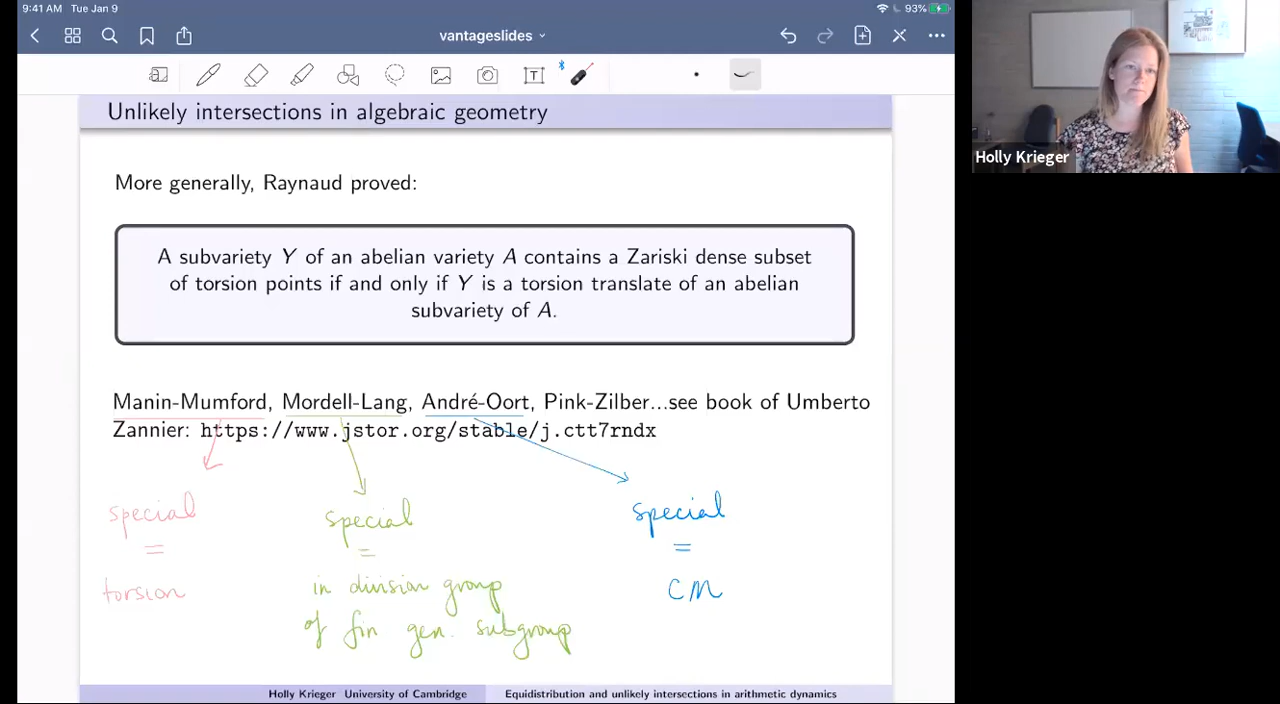 9:41 AM Tue Jan 9
93%
vantageslides
T
Unlikely intersections in algebraic geometry
More generally, Raynaud proved:
A subvariety Y of an abelian variety A contains a Zariski dense subset
of torsion points if and only if Y is a torsion translate of an abelian
subvariety of A.
Manin-Mumford, Mordell-Lang, André-Oort, Pink-Zilber...see book of Umberto
Zannier: https://www.jstor.org/stable/j.ctt7rndx
special
=
torsion
special
=
in division group
of fin gen. subgroup
special
=
CM
Holly Krieger University of Cambridge
Equidistribution and unlikely intersections in arithmetic dynamics
Holly Krieger